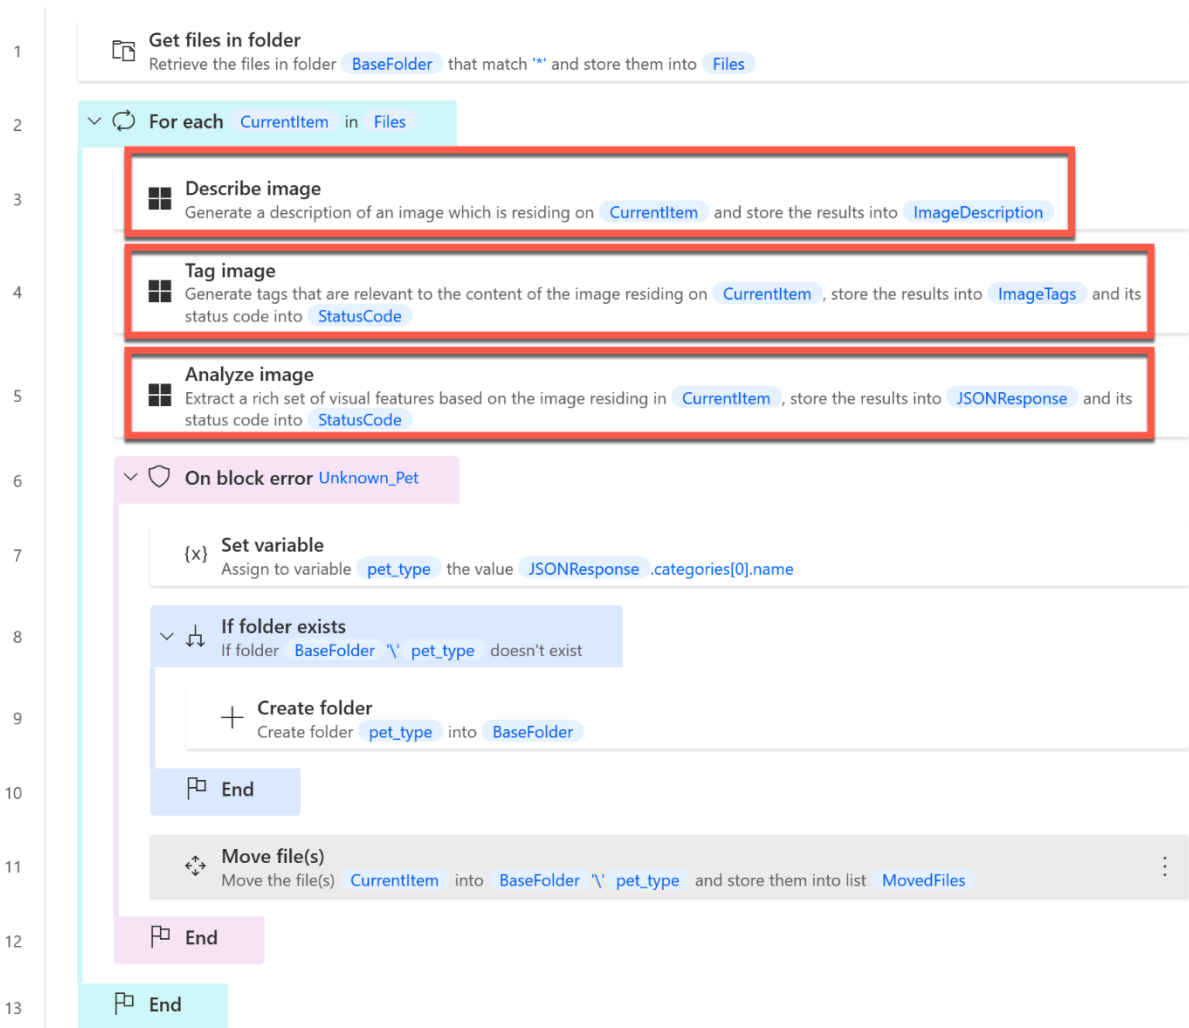 1
Get files in folder
Retrieve the files in folder BaseFolder that match '*' and store them into Files
2
For each CurrentItem in Files
3
Describe image
Generate a description of an image which is residing on CurrentItem and store the results into ImageDescription
4
Tag image
Generate tags that are relevant to the content of the image residing on CurrentItem , store the results into ImageTags and its
status code into StatusCode
5
Analyze image
Extract a rich set of visual features based on the image residing in CurrentItem , store the results into JSONResponse and its
status code into StatusCode
6
On block error Unknown_Pet
7
{x} Set variable
Assign to variable pet_type the value JSONResponse .categories[0].name
8
If folder exists
If folder BaseFolder '\' pet_type doesn't exist
9
Create folder
Create folder pet_type into BaseFolder
10
End
11
Move file(s)
Move the file(s) CurrentItem into BaseFolder '\' pet_type and store them into list MovedFiles
12
End
13
End